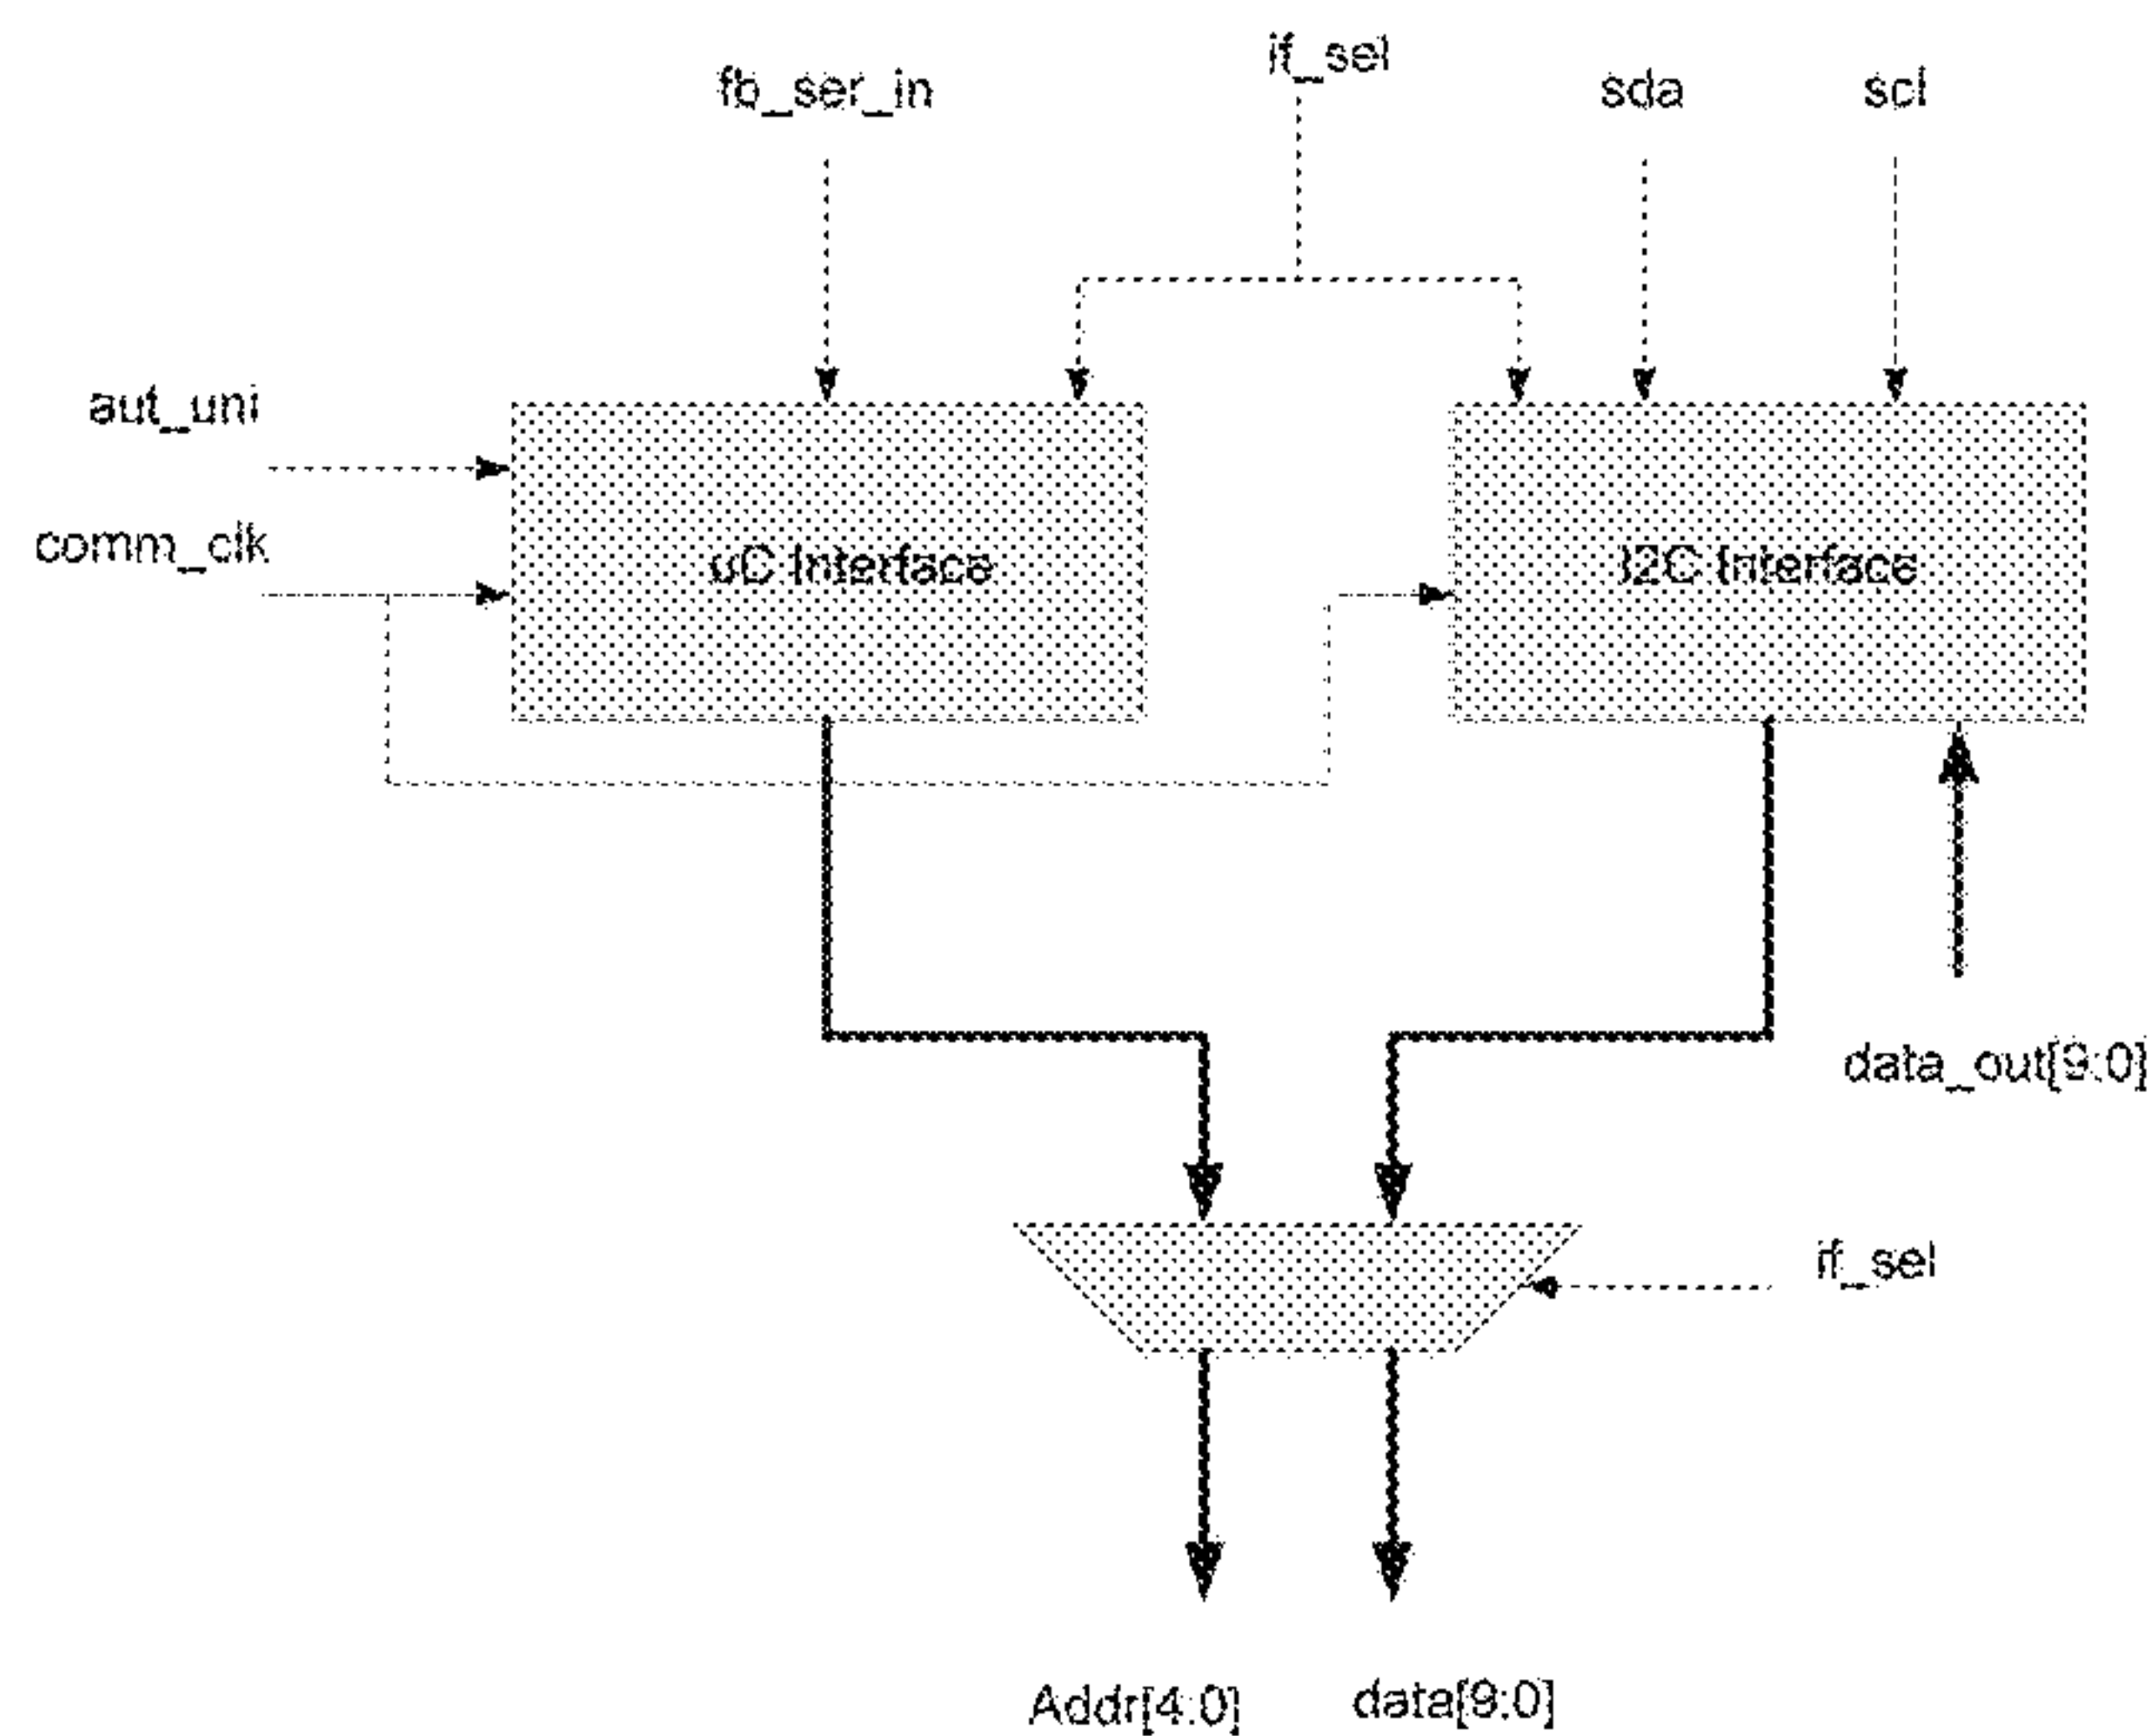 if_sel
fb_ser_in
sda
scl
aut_uni
comm_clk
uC Interface
I2C Interface
data_out[9:0]
if_sel
Addr[4:0]
data[9:0]